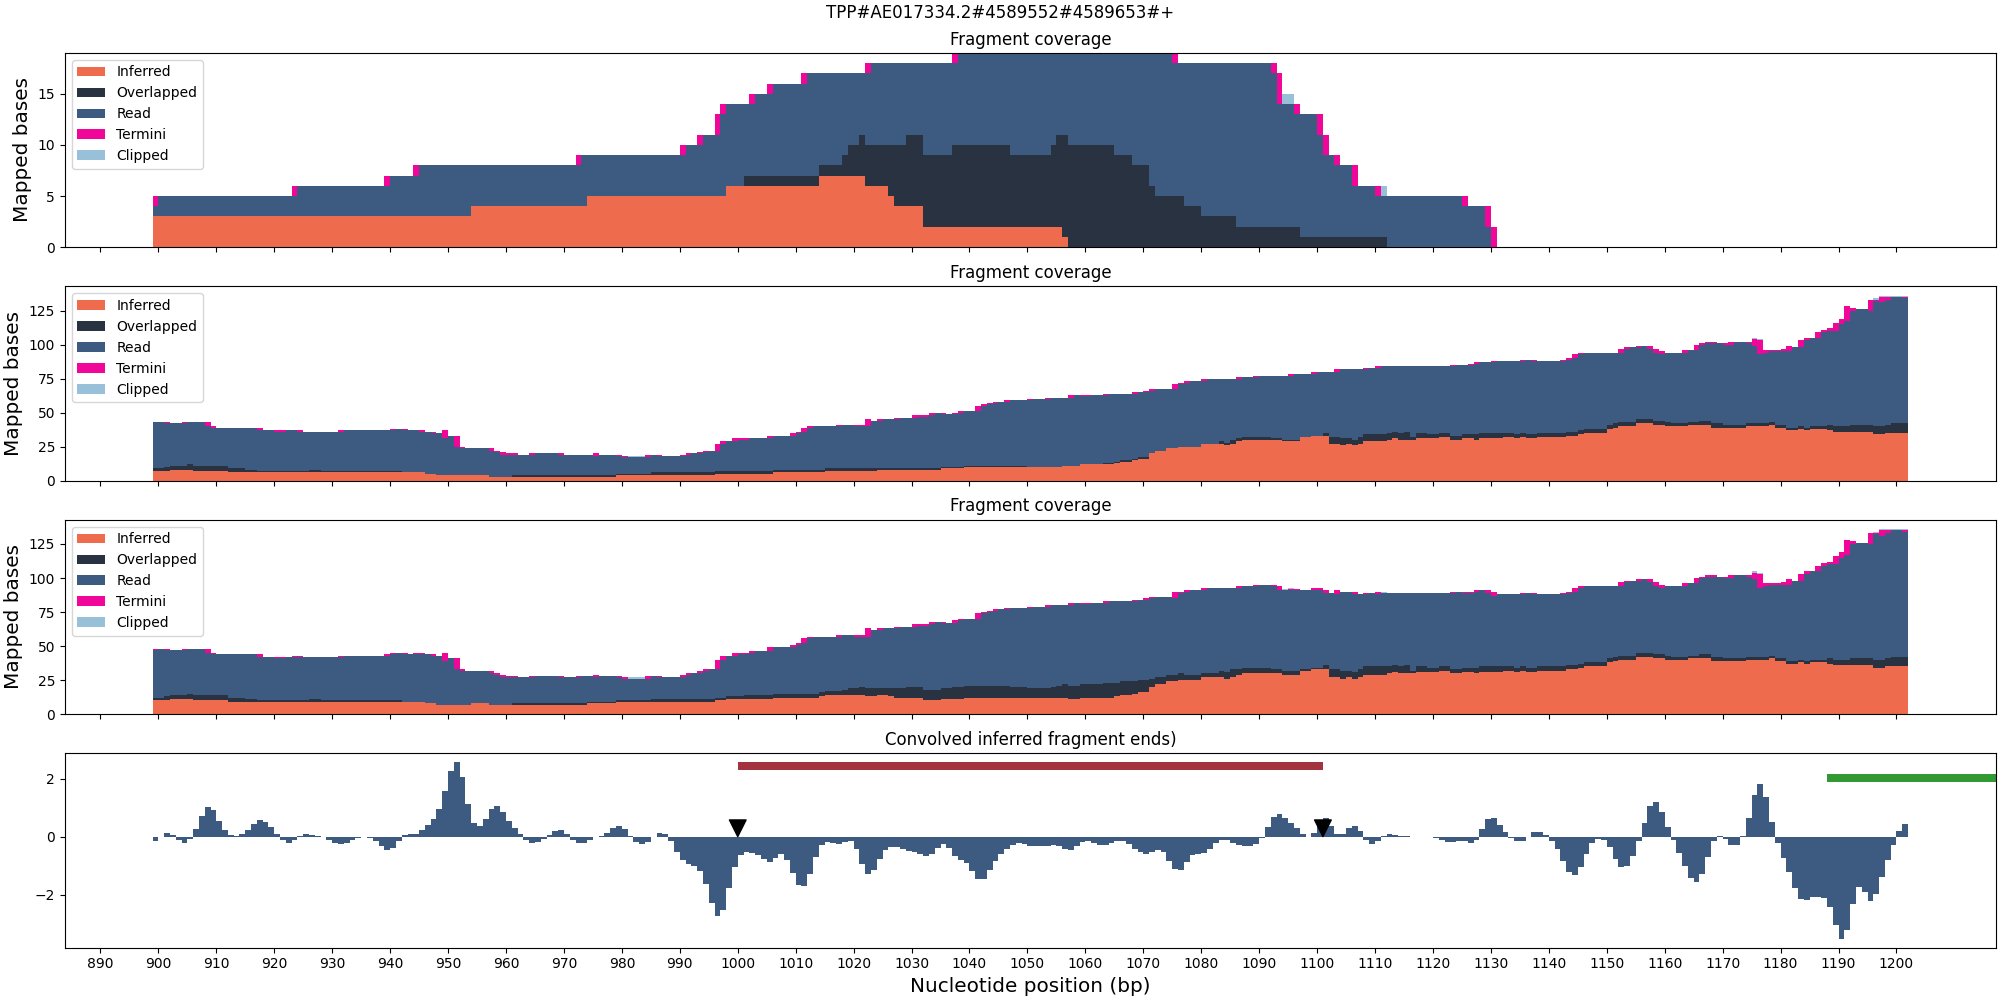 TPP#AE017334.2#4589552#4589653#+
Fragment coverage
Mapped bases
15
10
5
0
Inferred
Overlapped
Read
Termini
Clipped
Fragment coverage
Mapped bases
125
100
75
50
25
0
Inferred
Overlapped
Read
Termini
Clipped
Fragment coverage
Mapped bases
125
100
75
50
25
0
Inferred
Overlapped
Read
Termini
Clipped
Convolved inferred fragment ends)
2
0
−2
890 900 910 920 930 940 950 960 970 980 990 1000 1010 1020 1030 1040 1050 1060 1070 1080 1090 1100 1110 1120 1130 1140 1150 1160 1170 1180 1190 1200
Nucleotide position (bp)